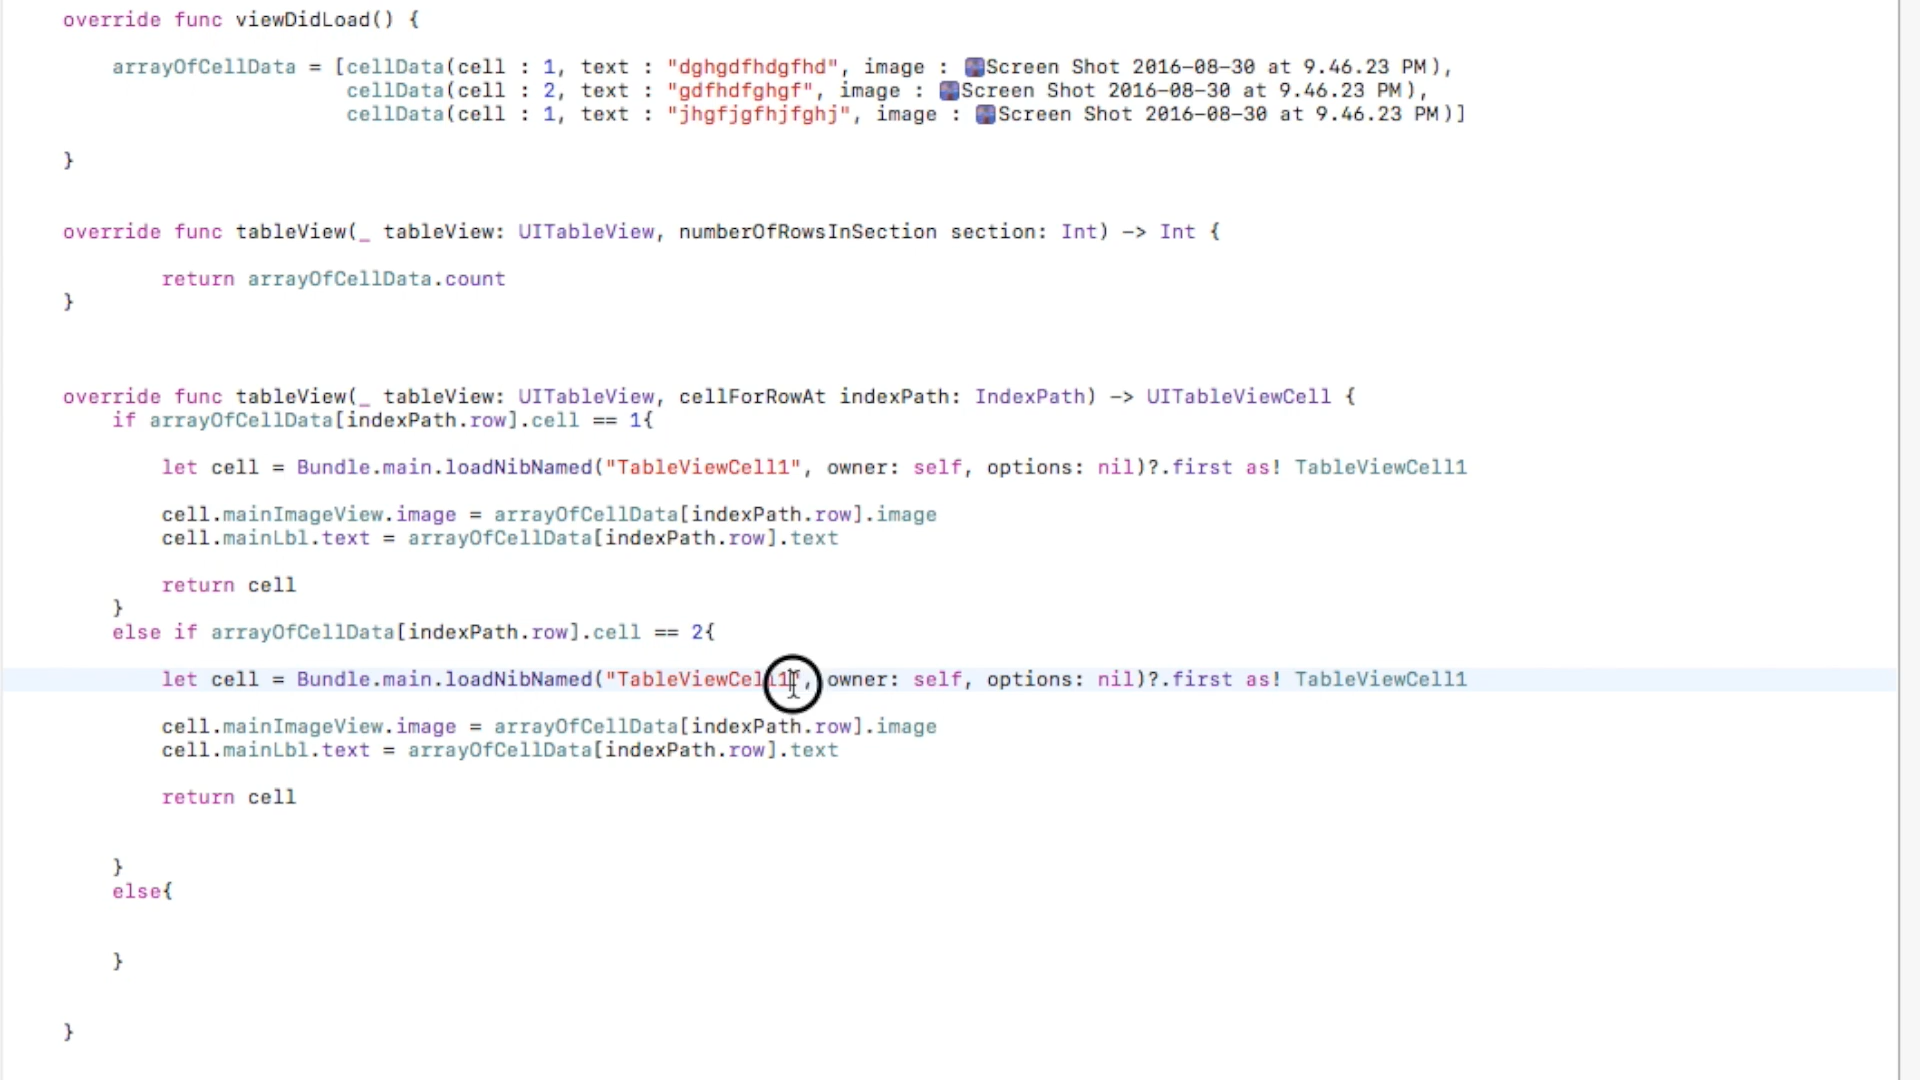 override func viewDidLoad() {
arrayOfCellData = [cellData(cell : 1, text : "dghgdfhdgfhd", image : Screen Shot 2016-08-30 at 9.46.23 PM),
cellData(cell : 2, text : "gdfhdfghgf", image : Screen Shot 2016-08-30 at 9.46.23 PM),
cellData(cell : 1, text : "jhgfjgfhjfghj", image : Screen Shot 2016-08-30 at 9.46.23 PM)]
}
override func tableView(_ tableView: UITableView, numberOfRowsInSection section: Int) -> Int {
return arrayOfCellData.count
}
override func tableView(_ tableView: UITableView, cellForRowAt indexPath: IndexPath) -> UITableViewCell {
if arrayOfCellData[indexPath.row].cell == 1{
let cell = Bundle.main.loadNibNamed("TableViewCell1", owner: self, options: nil)?.first as! TableViewCell1
cell.mainImageView.image = arrayOfCellData[indexPath.row].image
cell.mainLbl.text = arrayOfCellData[indexPath.row].text
return cell
}
else if arrayOfCellData[indexPath.row].cell == 2{
let cell = Bundle.main.loadNibNamed("TableViewCell1", owner: self, options: nil)?.first as! TableViewCell1
cell.mainImageView.image = arrayOfCellData[indexPath.row].image
cell.mainLbl.text = arrayOfCellData[indexPath.row].text
return cell
}
else{
}
}